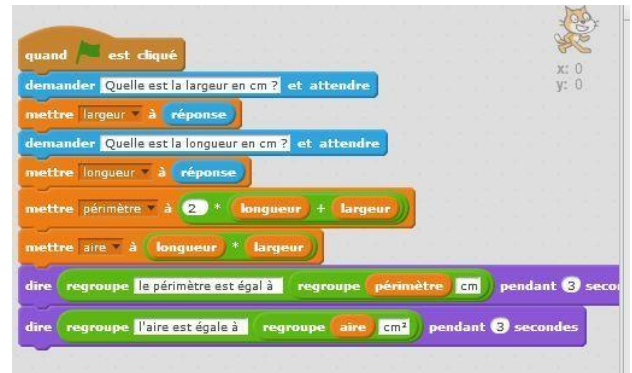 quand est cliqué
x: 0
y: 0
demander Quelle est la largeur en cm ? et attendre
mettre largeur à réponse
demander Quelle est la longueur en cm ? et attendre
mettre longueur à réponse
mettre périmètre à 2 * longueur + largeur
mettre aire à longueur * largeur
dire regroupe le périmètre est égal à regroupe périmètre cm pendant 3 seco
dire regroupe l'aire est égale à regroupe aire cm² pendant 3 secondes